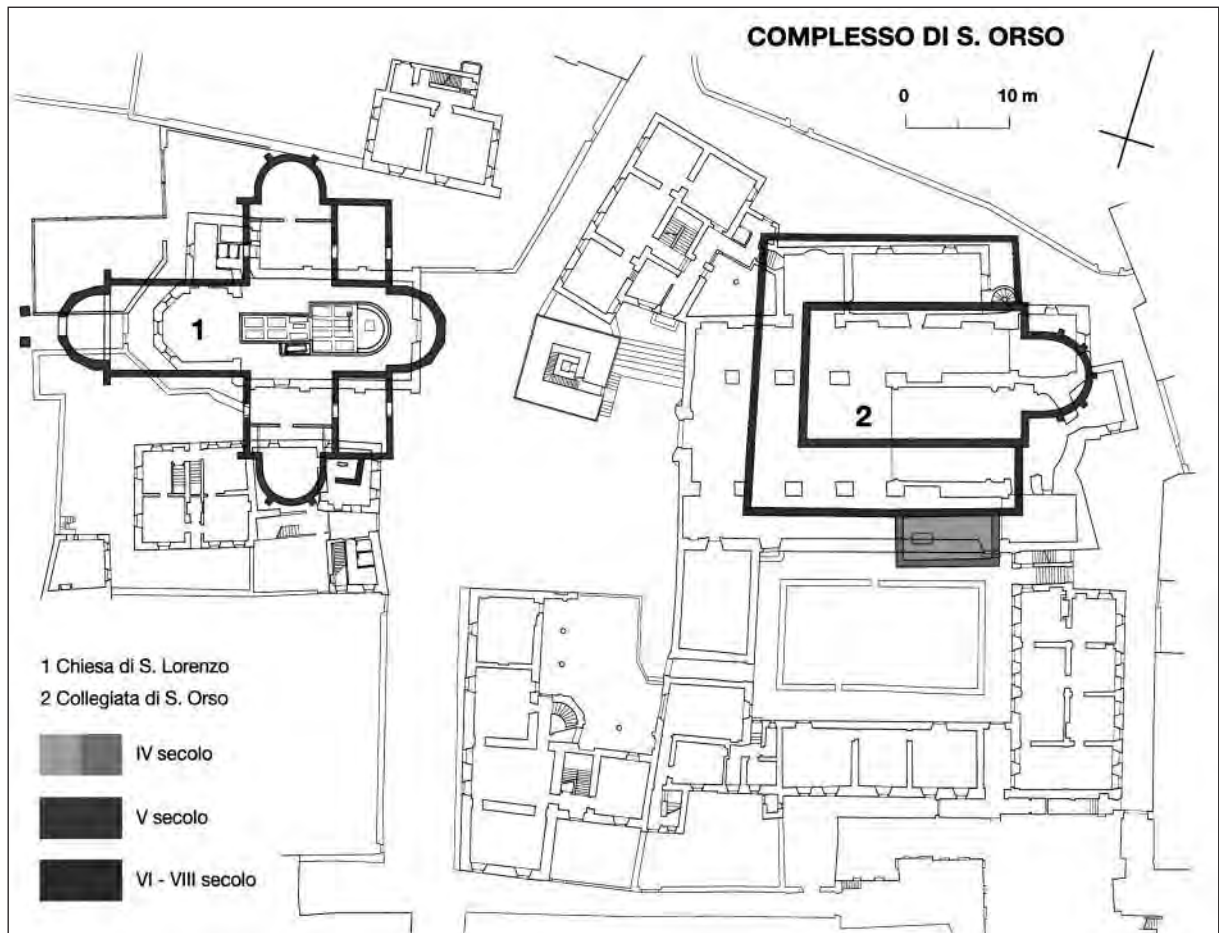 COMPLESSO DI S. ORSO
0 10 m
1
2
1 Chiesa di S. Lorenzo
2 Collegiata di S. Orso
IV secolo
V secolo
VI - VIII secolo